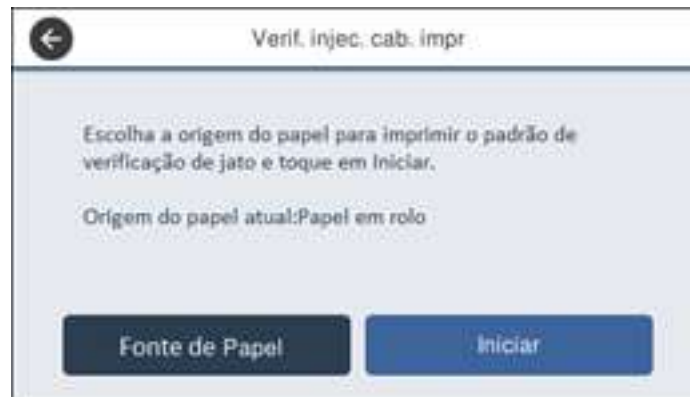 Verif. injec. cab. impr
Escolha a origem do papel para imprimir o padrão de
verificação de jato e toque em Iniciar.
Origem do papel atual:Papel em rolo
Fonte de Papel
Iniciar